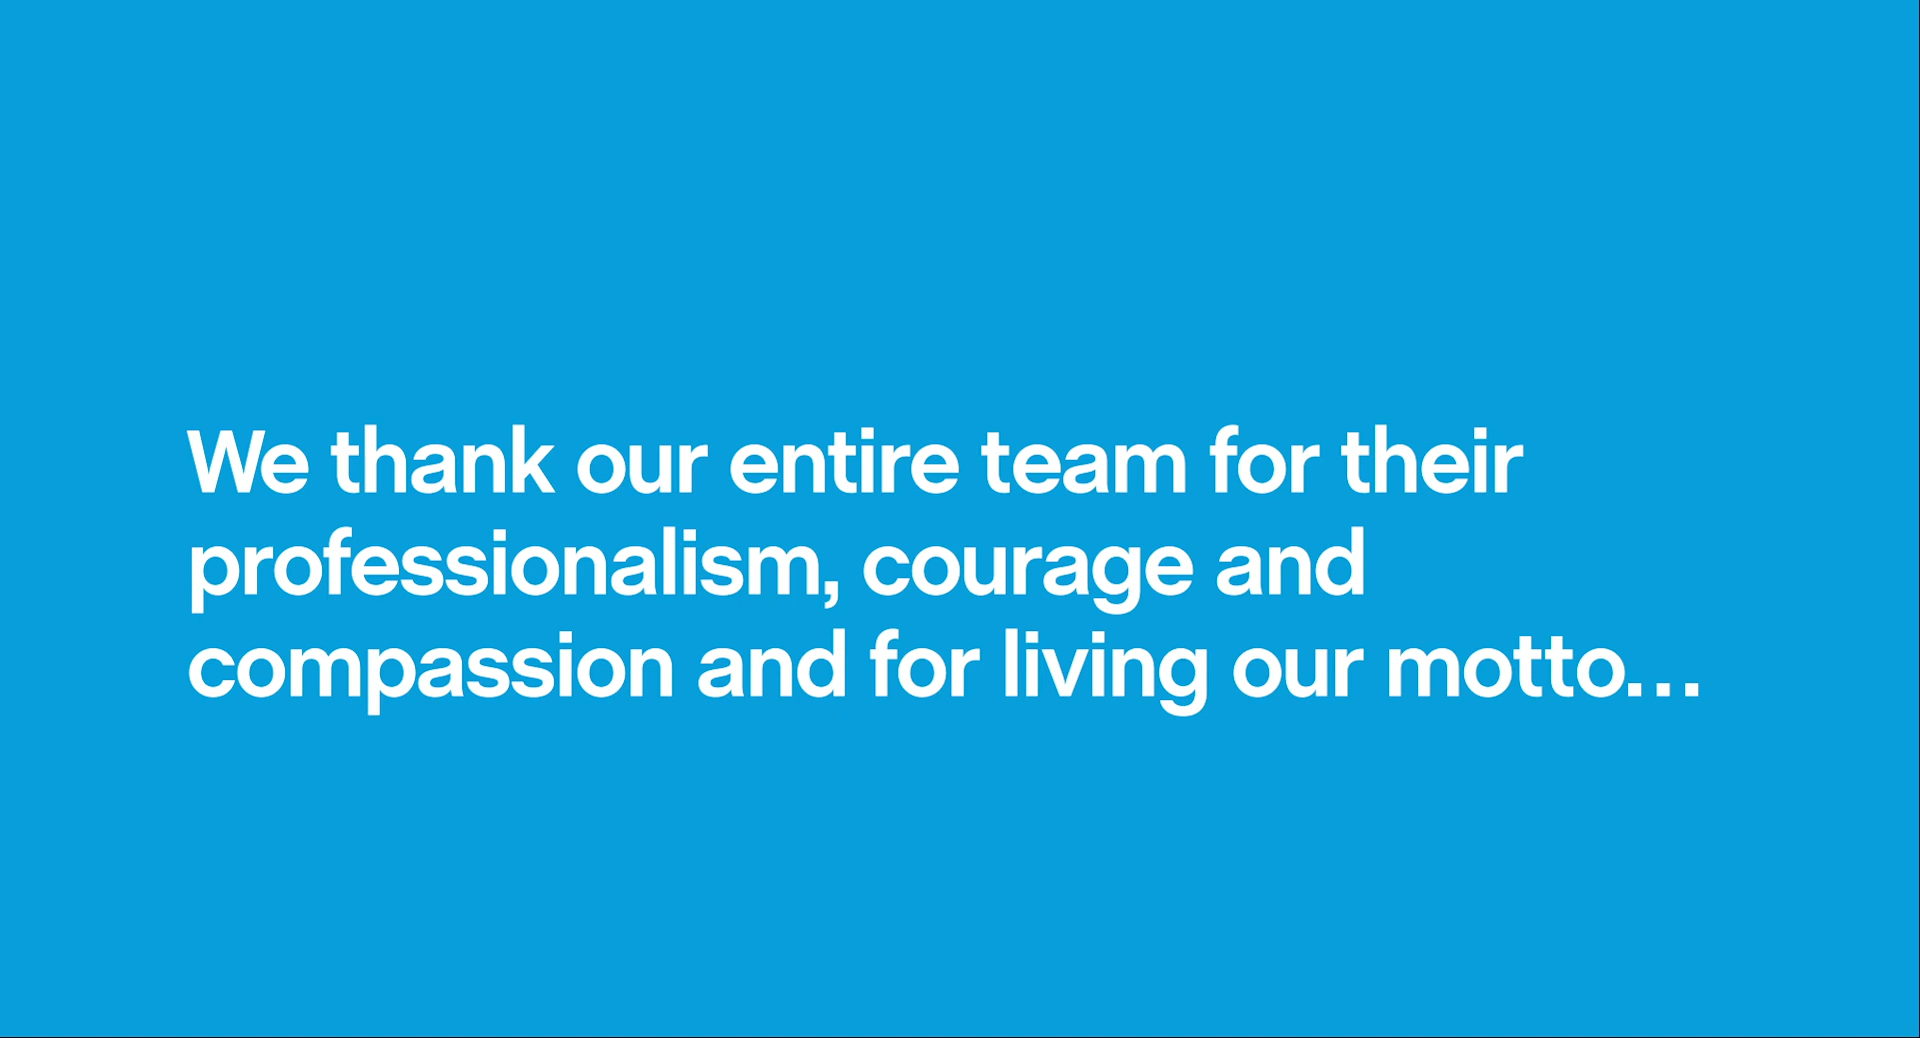 We thank our entire team for their
professionalism, courage and
compassion and for living our motto…